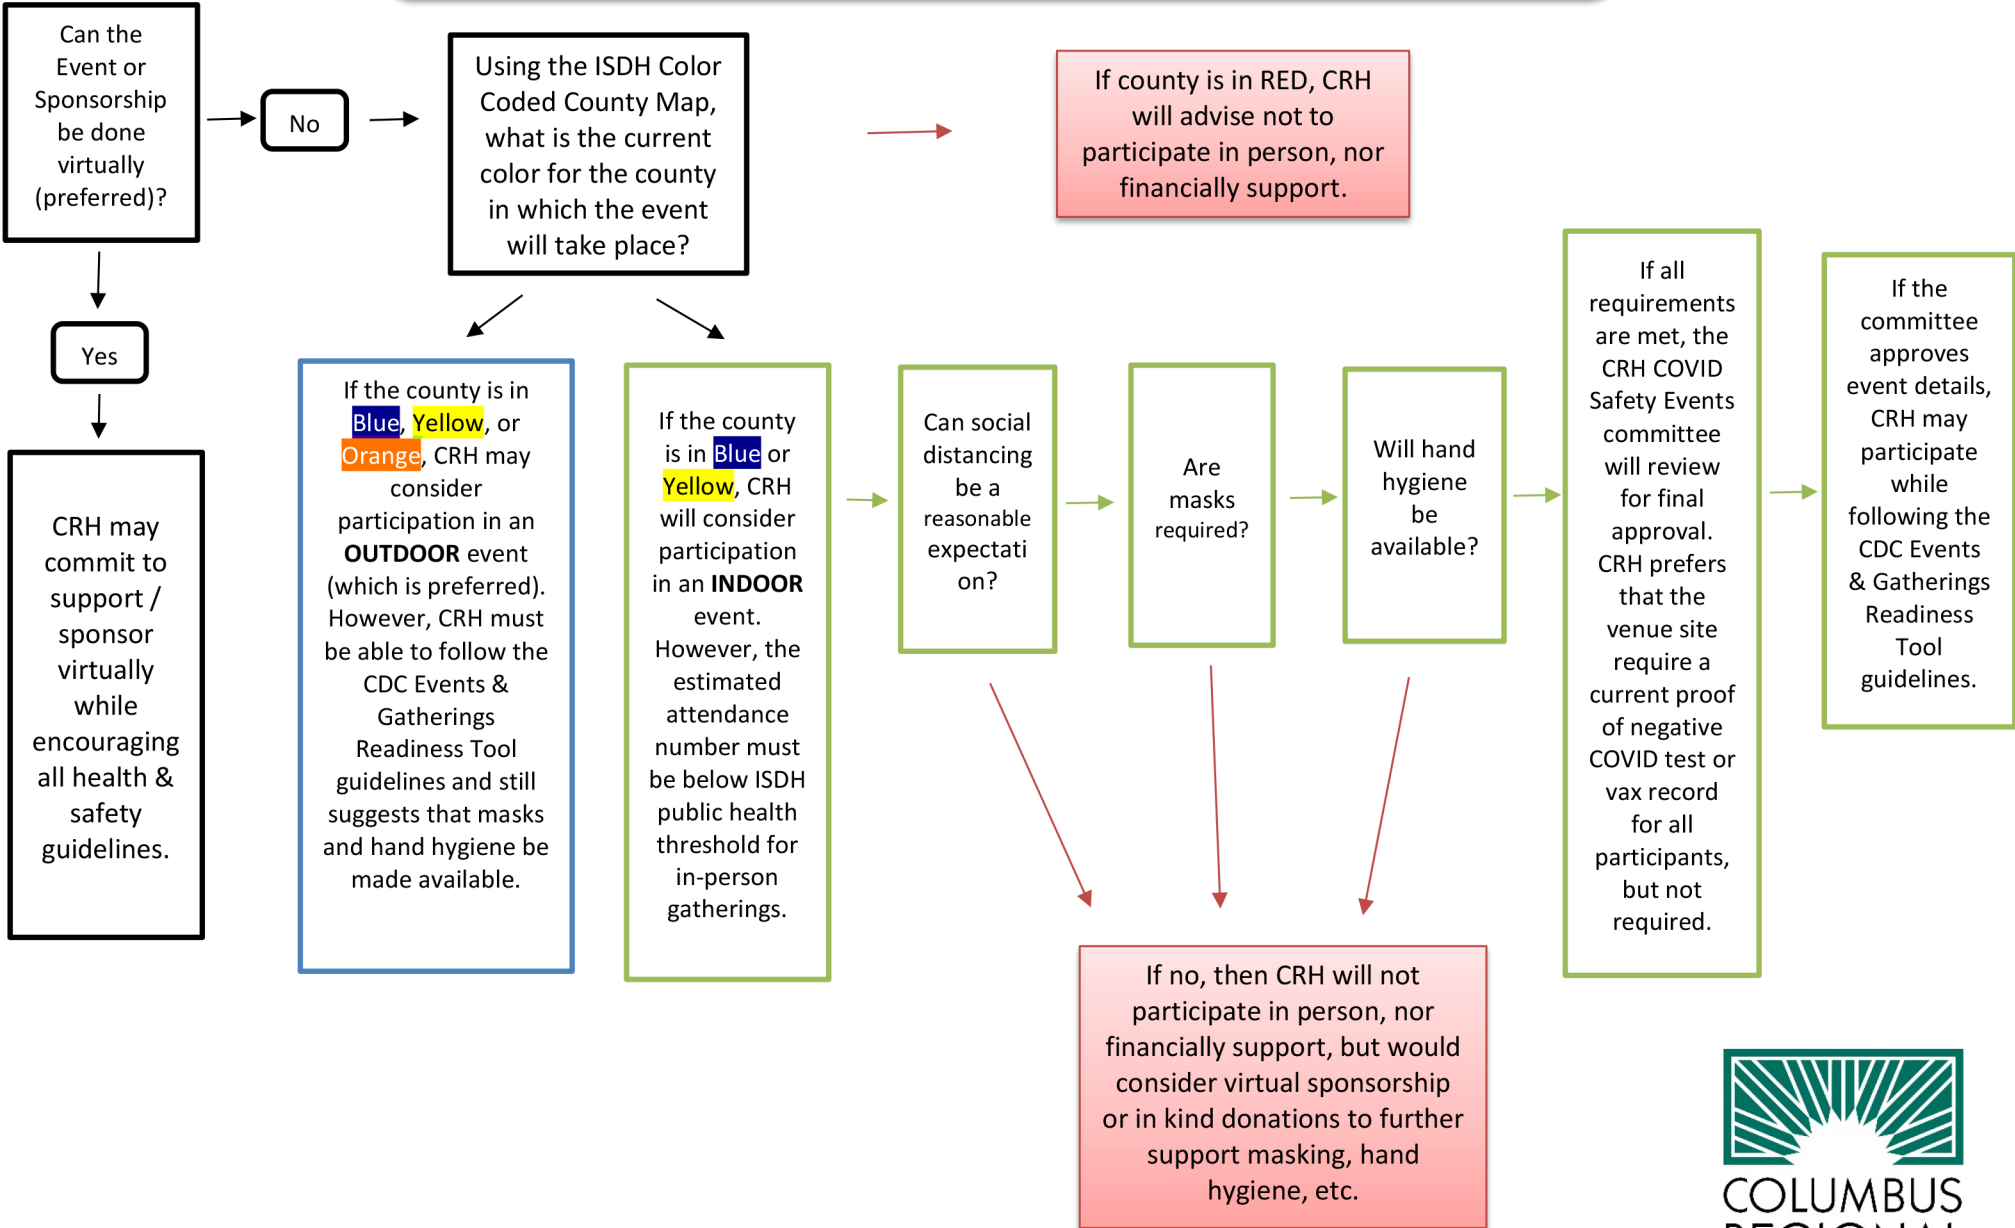 Can the
Event or
Sponsorship
be done
virtually
(preferred)?
No
Using the ISDH Color
Coded County Map,
what is the current
color for the county
in which the event
will take place?
If county is in RED, CRH
will advise not to
participate in person, nor
financially support.
Yes
CRH may
commit to
support /
sponsor
virtually
while
encouraging
all health &
safety
guidelines.
If the county is in
Blue, Yellow, or
Orange, CRH may
consider
participation in an
OUTDOOR event
(which is preferred).
However, CRH must
be able to follow the
CDC Events &
Gatherings
Readiness Tool
guidelines and still
suggests that masks
and hand hygiene be
made available.
If the county
is in Blue or
Yellow, CRH
will consider
participation
in an INDOOR
event.
However, the
estimated
attendance
number must
be below ISDH
public health
threshold for
in-person
gatherings.
Can social
distancing
be a
reasonable
expectati
on?
Are
masks
required?
Will hand
hygiene
be
available?
If all
requirements
are met, the
CRH COVID
Safety Events
committee
will review
for final
approval.
CRH prefers
that the
venue site
require a
current proof
of negative
COVID test or
vax record
for all
participants,
but not
required.
If the
committee
approves
event details,
CRH may
participate
while
following the
CDC Events
& Gatherings
Readiness
Tool
guidelines.
If no, then CRH will not
participate in person, nor
financially support, but would
consider virtual sponsorship
or in kind donations to further
support masking, hand
hygiene, etc.
COLUMBUS
REGIONAL